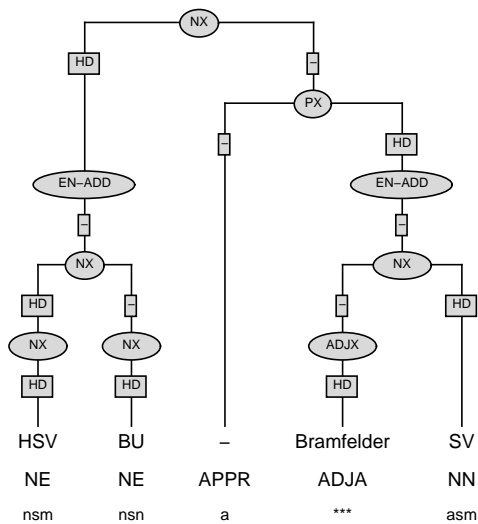 NX
HD –
PX
– HD
EN–ADD EN–ADD
– –
NX NX
HD – – HD
NX NX ADJX
HD HD HD
HSV BU – Bramfelder SV
NE NE APPR ADJA NN
nsm nsn a *** asm